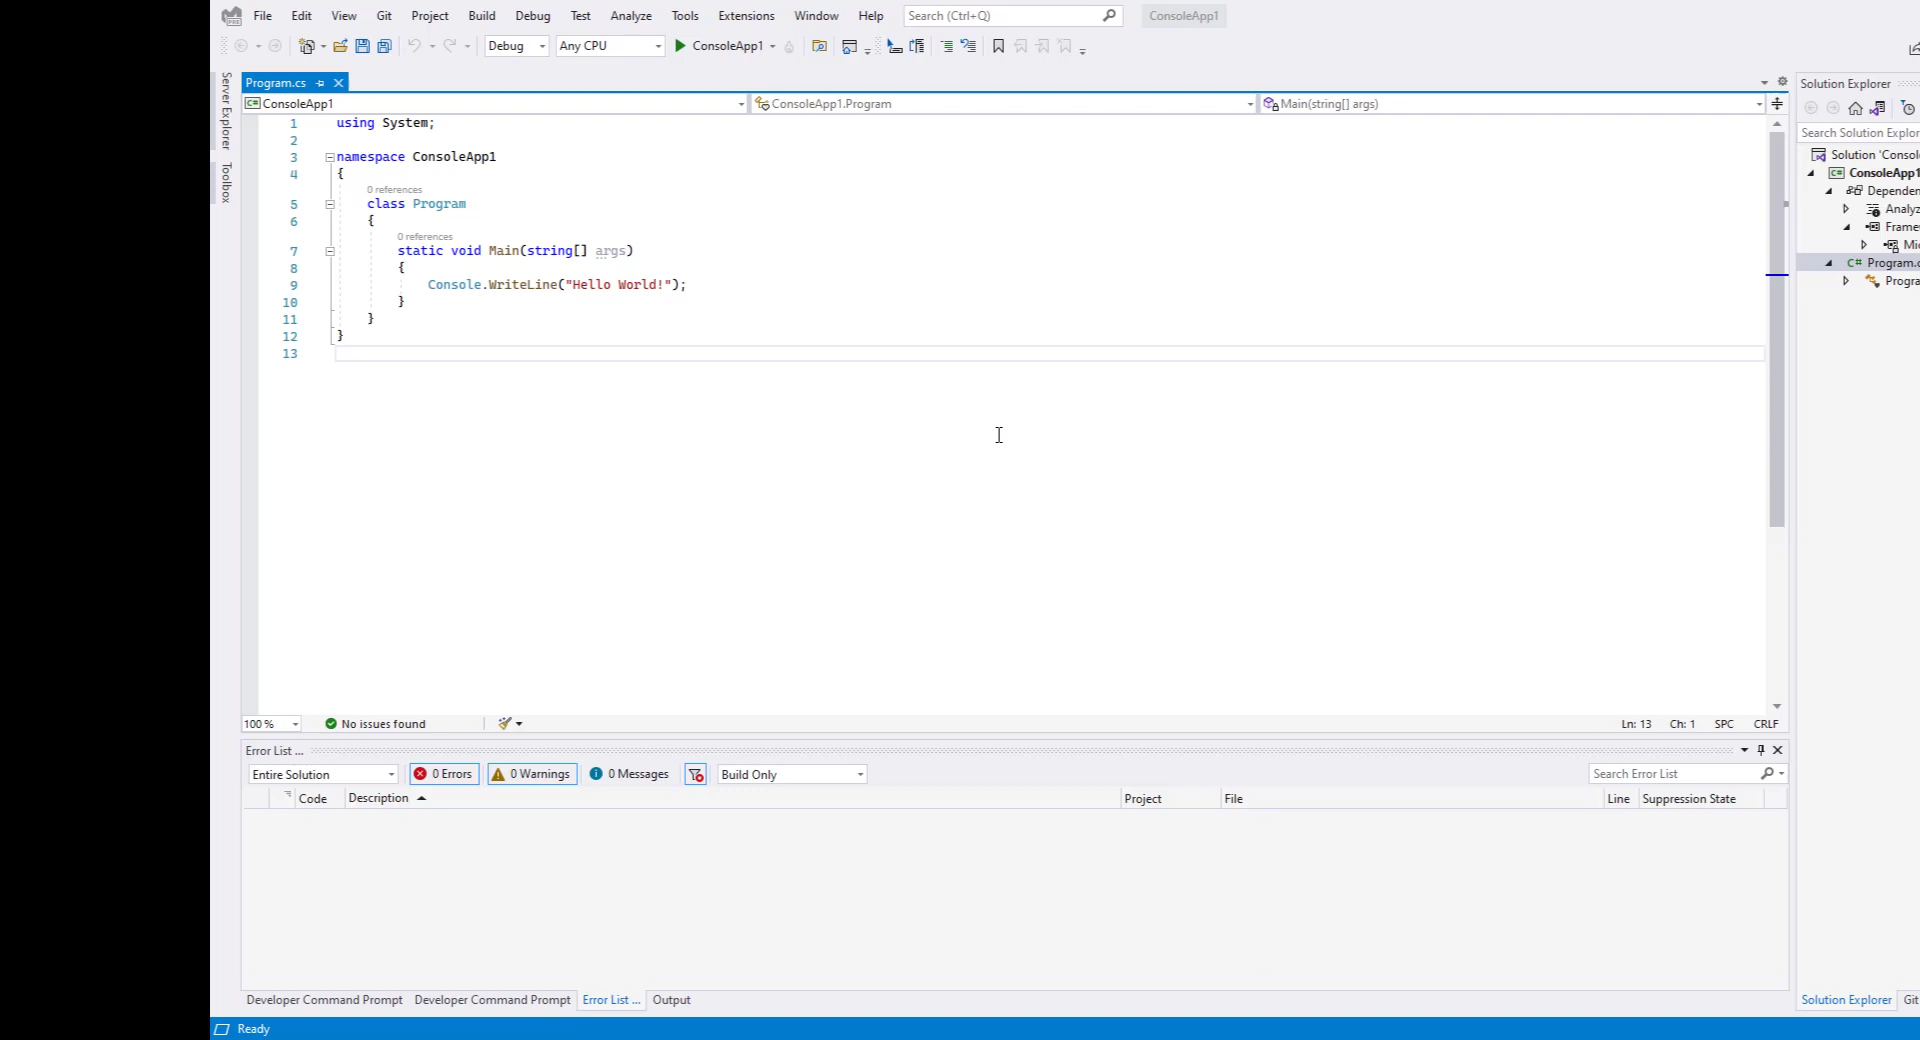 File Edit View Git Project Build Debug Test Analyze Tools Extensions Window Help Search (Ctrl+Q) ConsoleApp1
Debug Any CPU ConsoleApp1
Server Explorer
Toolbox
Program.cs
ConsoleApp1 ConsoleApp1.Program Main(string[] args)
1 using System;
2
3 namespace ConsoleApp1
4 {
0 references
5 class Program
6 {
0 references
7 static void Main(string[] args)
8 {
9 Console.WriteLine("Hello World!");
10 }
11 }
12 }
13
100 % No issues found Ln: 13 Ch: 1 SPC CRLF
Error List ...
Entire Solution 0 Errors 0 Warnings 0 Messages Build Only Search Error List
Code Description Project File Line Suppression State
Developer Command Prompt Developer Command Prompt Error List ... Output
Solution Explorer
Search Solution Explor
Solution 'Consol
C# ConsoleApp1
Dependen
Analyz
Frame
Mi
C# Program.c
Progra
Solution Explorer Git
Ready